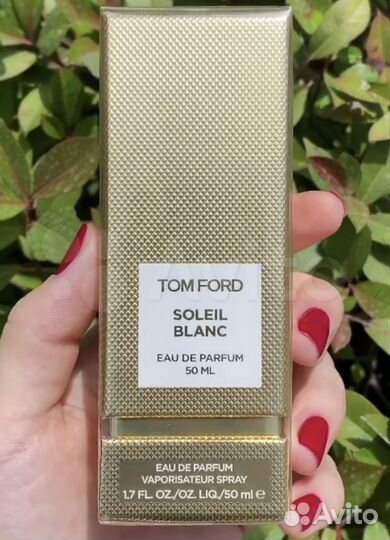 TOM FORD
SOLEIL
BLANC
EAU DE PARFUM
50 ML
EAU DE PARFUM
VAPORISATEUR SPRAY
1.7 FL. OZ./OZ. LIQ./50 ml ℮
Avito